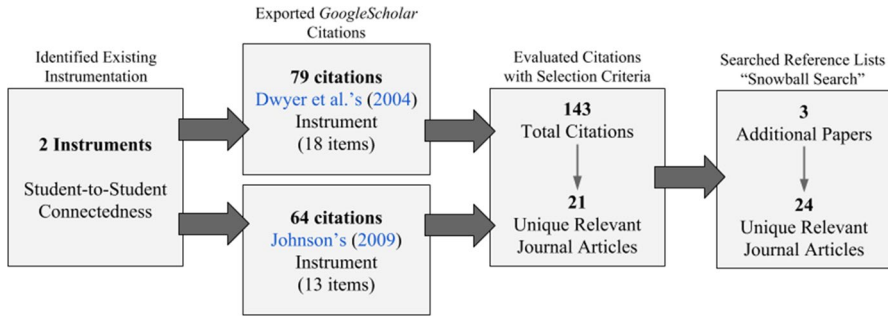 Identified Existing
Instrumentation
2 Instruments
Student-to-Student
Connectedness
Exported GoogleScholar
Citations
79 citations
Dwyer et al.'s (2004)
Instrument
(18 items)
64 citations
Johnson's (2009)
Instrument
(13 items)
Evaluated Citations
with Selection Criteria
143
Total Citations
21
Unique Relevant
Journal Articles
Searched Reference Lists
“Snowball Search”
3
Additional Papers
24
Unique Relevant
Journal Articles